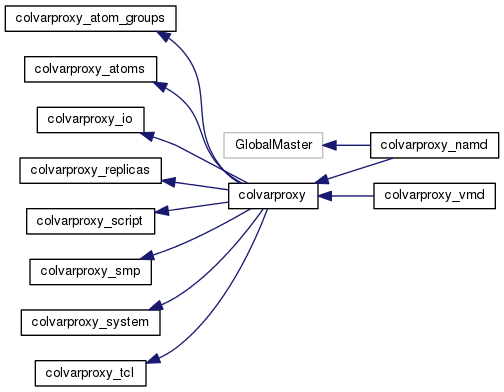 colvarproxy_atom_groups
colvarproxy_atoms
colvarproxy_io
colvarproxy_replicas
colvarproxy_script
colvarproxy_smp
colvarproxy_system
colvarproxy_tcl
GlobalMaster
colvarproxy
colvarproxy_namd
colvarproxy_vmd